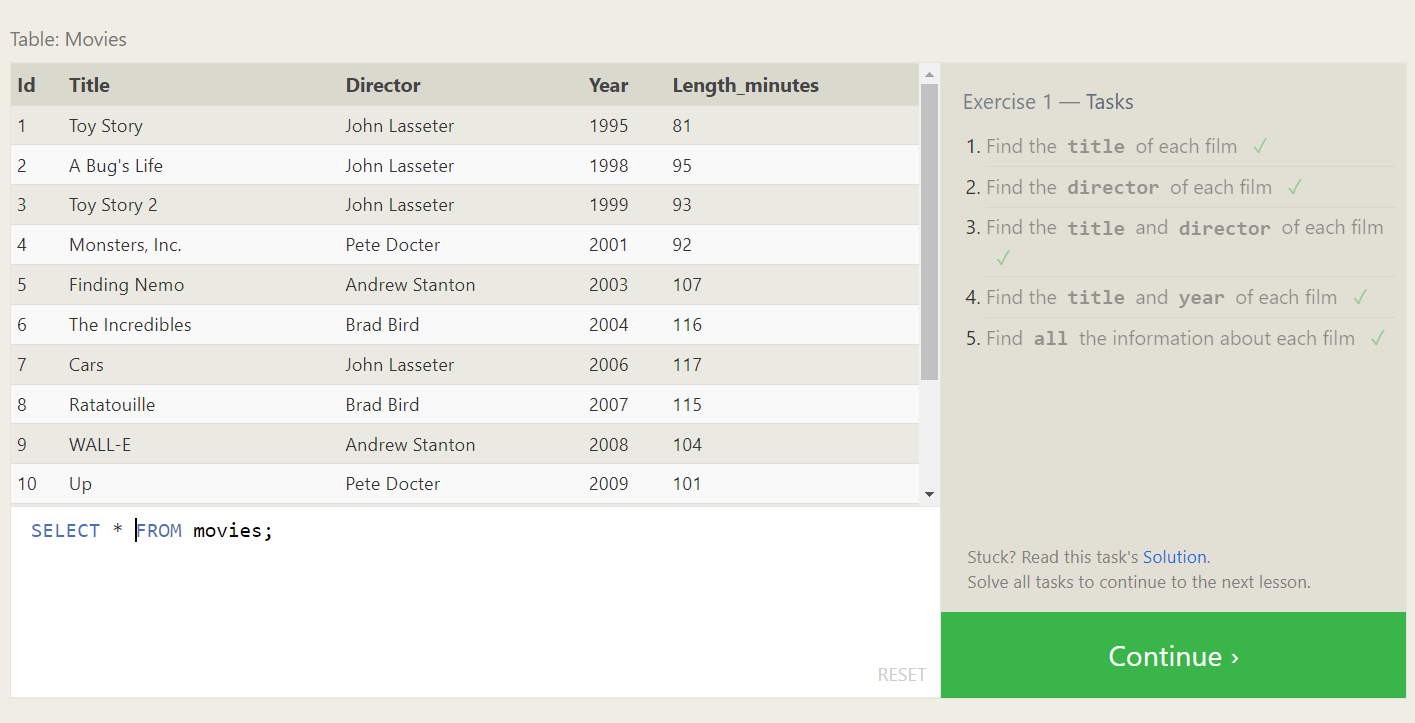 Table: Movies
Id Title Director Year Length_minutes
1 Toy Story John Lasseter 1995 81
2 A Bug's Life John Lasseter 1998 95
3 Toy Story 2 John Lasseter 1999 93
4 Monsters, Inc. Pete Docter 2001 92
5 Finding Nemo Andrew Stanton 2003 107
6 The Incredibles Brad Bird 2004 116
7 Cars John Lasseter 2006 117
8 Ratatouille Brad Bird 2007 115
9 WALL-E Andrew Stanton 2008 104
10 Up Pete Docter 2009 101
SELECT * FROM movies;
RESET
Exercise 1 — Tasks
1. Find the title of each film ✓
2. Find the director of each film ✓
3. Find the title and director of each film
✓
4. Find the title and year of each film ✓
5. Find all the information about each film ✓
Stuck? Read this task's Solution.
Solve all tasks to continue to the next lesson.
Continue ›